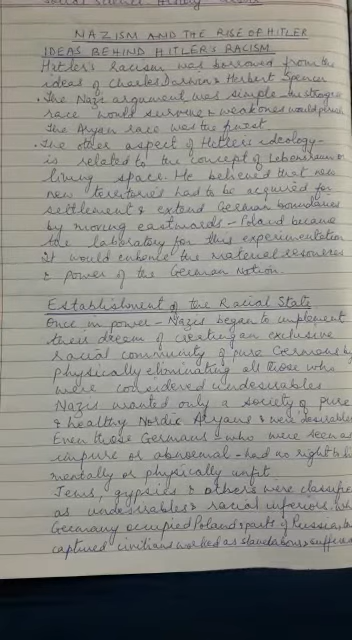 Social Science History
NAZISM AND THE RISE OF HITLER
IDEAS BEHIND HITLER'S RACISM
Hitler's Racism was borrowed from the
ideas of Charles Darwin & Herbert Spencer
• The Nazi argument was simple – the strongest
race would survive & weak ones would perish
The Aryan race was the finest.
• The other aspect of Hitler's ideology –
is related to the concept of Lebensraum or
living space. He believed that
new territories had to be acquired for
settlement & extend German boundaries
by moving eastwards – Poland became
the laboratory for this experimentation
It would enhance the material resources
& power of the German nation.
Establishment of the Racial State
Once in power – Nazis began to implement
their dream of creating an exclusive
racial community of pure Germans by
physically eliminating all those who
were considered undesirables
Nazis wanted only a society of pure
& healthy Nordic Aryans & were desirable
Even those Germans who were seen as
impure or abnormal – had no right to
mentally or physically unfit.
Jews, gypsies & others were classified
as undesirables & racial inferiors,
Germany occupied Poland & parts of Russia,
captured civilians worked as slave labour &